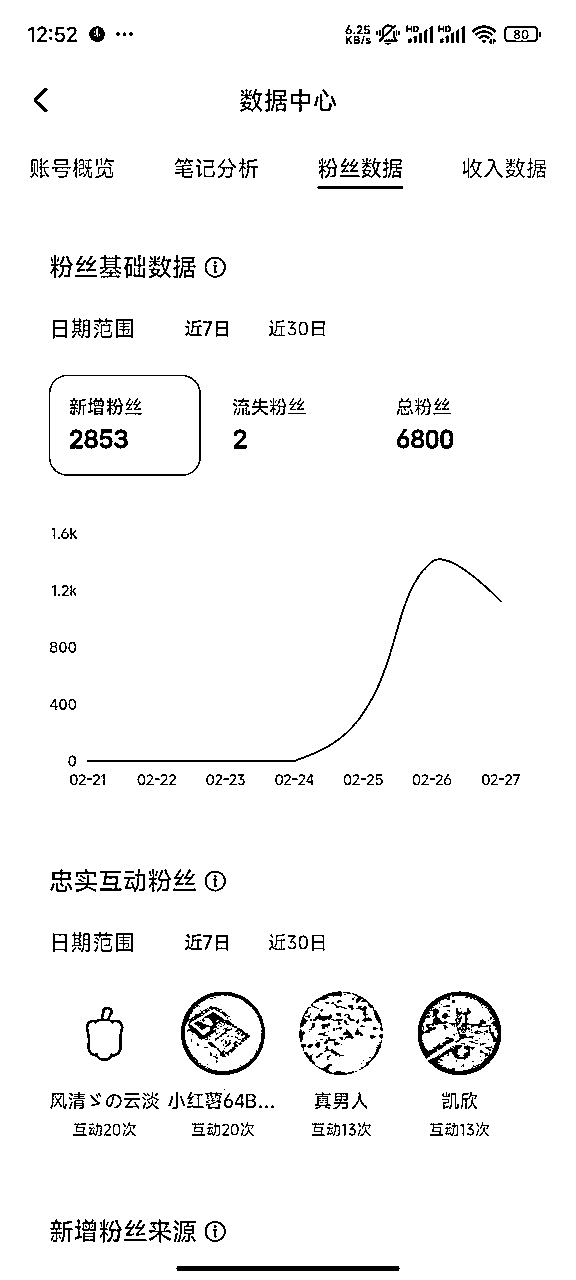 12:52 ...
6.25 KB/s HD HD 80
数据中心
账号概览 笔记分析 粉丝数据 收入数据
粉丝基础数据
日期范围 近7日 近30日
新增粉丝 流失粉丝 总粉丝
2853 2 6800
1.6k
1.2k
800
400
0
02-21 02-22 02-23 02-24 02-25 02-26 02-27
忠实互动粉丝
日期范围 近7日 近30日
风清ゞの云淡 小红薯64B... 真男人 凯欣
互动20次 互动20次 互动13次 互动13次
新增粉丝来源